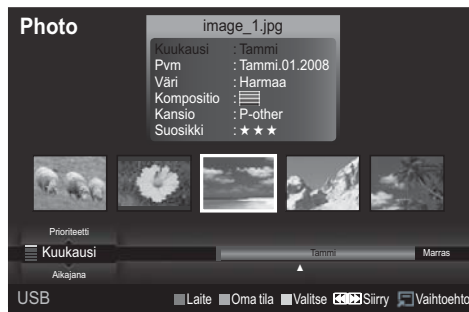 Photo
image_1.jpg
Kuukausi : Tammi
Pvm : Tammi.01.2008
Väri : Harmaa
Kompositio :
Kansio : P-other
Suosikki : ★ ★ ★
Prioriteetti
Kuukausi
Tammi
Marras
Aikajana
USB
Laite Oma tila Valitse Siirry Vaihtoehto